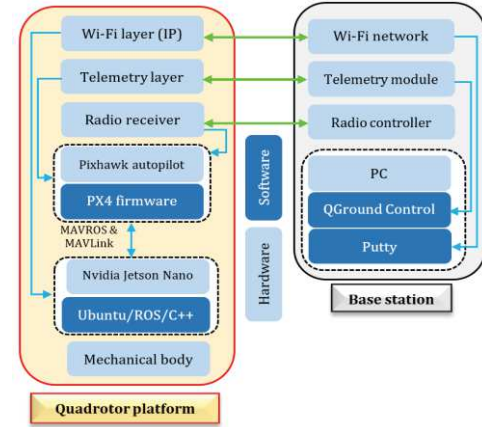 Wi-Fi layer (IP)
Telemetry layer
Radio receiver
Pixhawk autopilot
PX4 firmware
MAVROS &
MAVLink
Nvidia Jetson Nano
Ubuntu/ROS/C++
Mechanical body
Quadrotor platform
Software
Hardware
Wi-Fi network
Telemetry module
Radio controller
PC
QGround Control
Putty
Base station